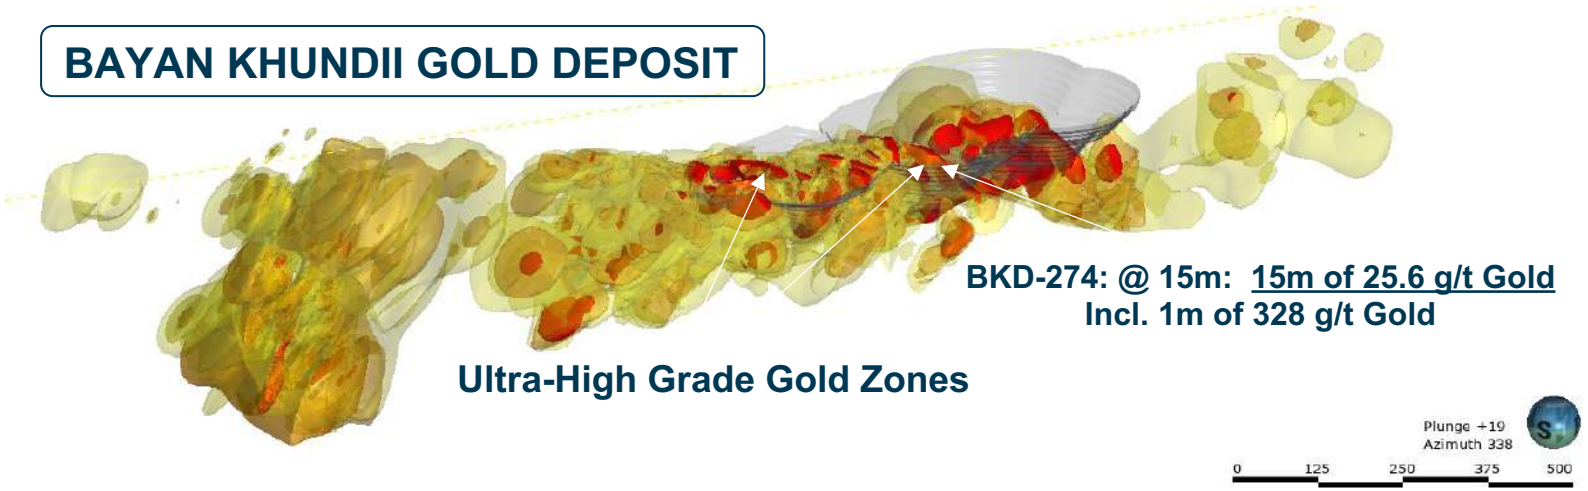 BAYAN KHUNDII GOLD DEPOSIT
BKD-274: @ 15m: 15m of 25.6 g/t Gold
Incl. 1m of 328 g/t Gold
Ultra-High Grade Gold Zones
Plunge +19
Azimuth 338
S
0 125 250 375 500